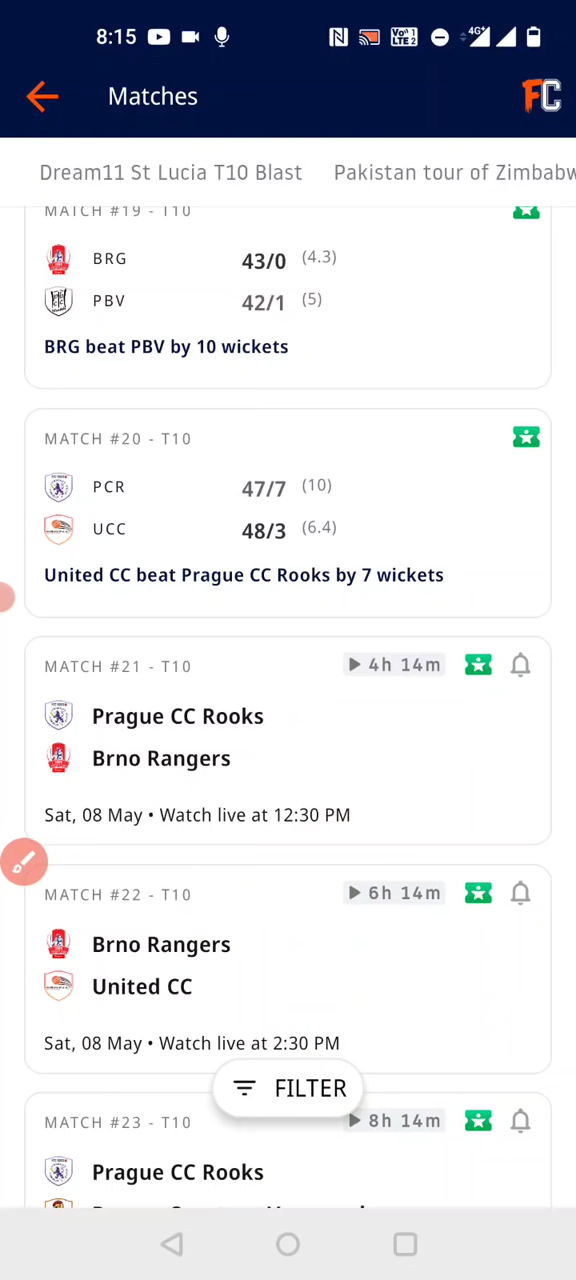 8:15
Vo)) 1
LTE 2
4G+
Matches
FC
Dream11 St Lucia T10 Blast
Pakistan tour of Zimbabw
MATCH #19 - T10
BRG 43/0 (4.3)
PBV 42/1 (5)
BRG beat PBV by 10 wickets
MATCH #20 - T10
PCR 47/7 (10)
UCC 48/3 (6.4)
United CC beat Prague CC Rooks by 7 wickets
MATCH #21 - T10 4h 14m
Prague CC Rooks
Brno Rangers
Sat, 08 May • Watch live at 12:30 PM
MATCH #22 - T10 6h 14m
Brno Rangers
United CC
Sat, 08 May • Watch live at 2:30 PM
FILTER
MATCH #23 - T10 8h 14m
Prague CC Rooks